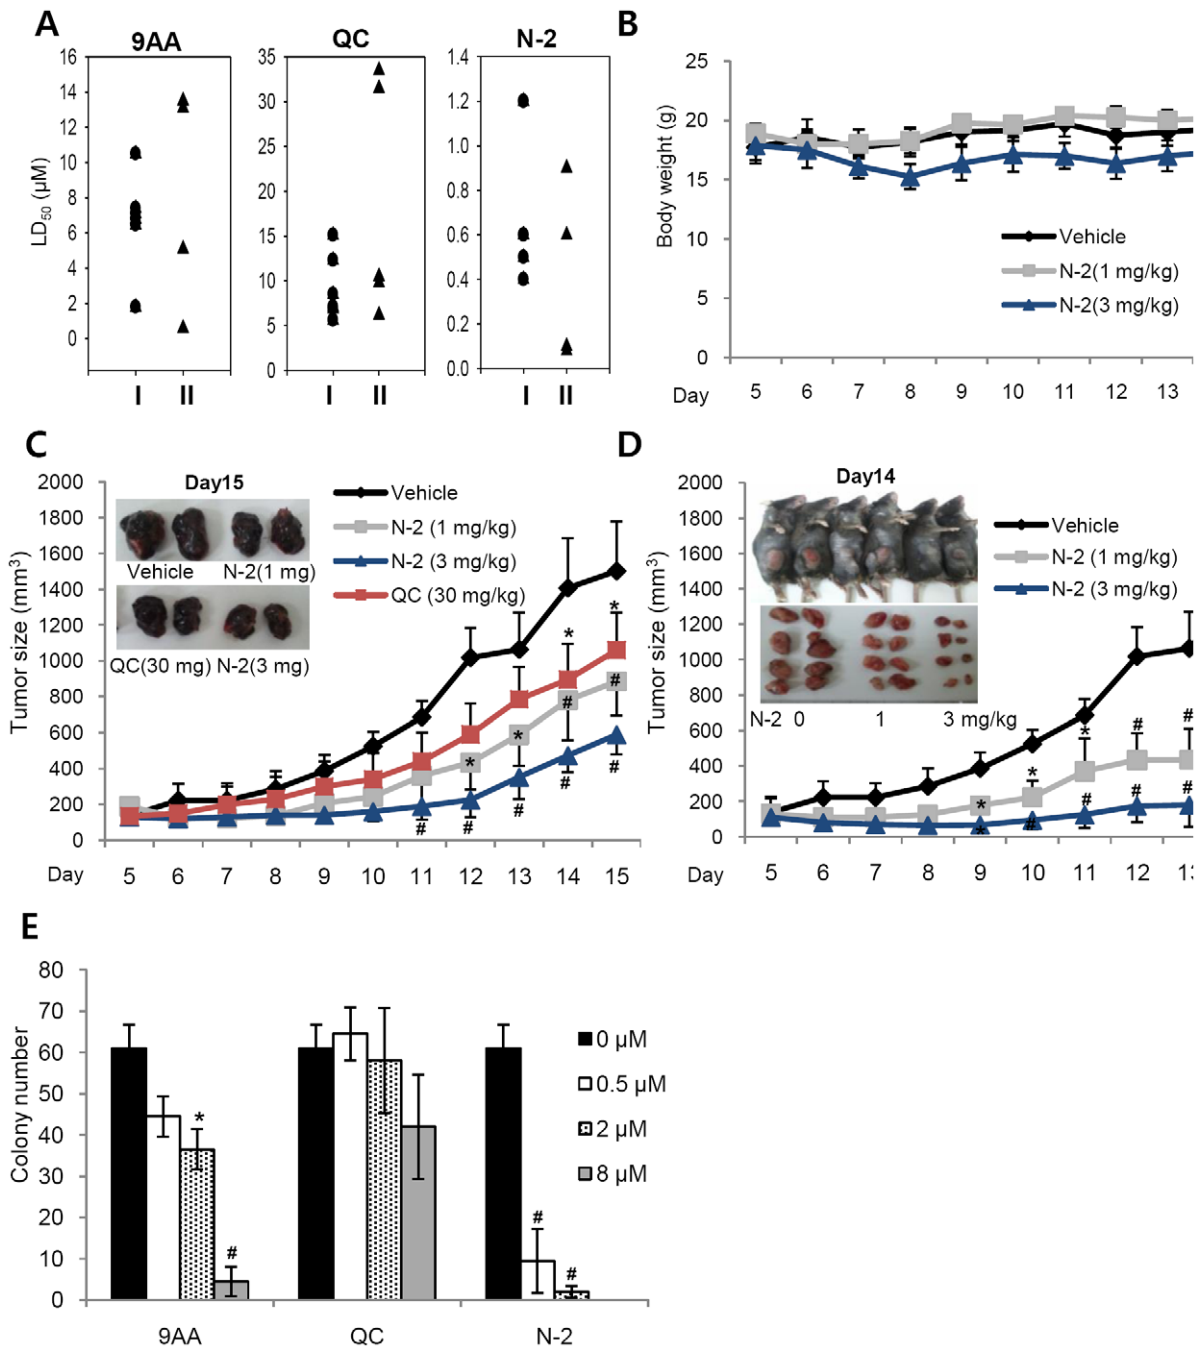 A
9AA
QC
N-2
LD50 (µM)
16
14
12
10
8
6
4
2
0
35
30
25
20
15
10
5
0
1.4
1.2
1.0
0.8
0.6
0.4
0.2
0.0
I II
I II
I II
B
Body weight (g)
25
20
15
10
5
0
Vehicle
N-2(1 mg/kg)
N-2(3 mg/kg)
Day 5 6 7 8 9 10 11 12 13
C
Tumor size (mm3)
2000
1800
1600
1400
1200
1000
800
600
400
200
0
Day15
Vehicle N-2(1 mg)
QC(30 mg) N-2(3 mg)
Vehicle
N-2 (1 mg/kg)
N-2 (3 mg/kg)
QC (30 mg/kg)
* *
* * # #
# # # # #
Day 5 6 7 8 9 10 11 12 13 14 15
D
Tumor size (mm3)
2000
1800
1600
1400
1200
1000
800
600
400
200
0
Day14
N-2 0 1 3 mg/kg
Vehicle
N-2 (1 mg/kg)
N-2 (3 mg/kg)
* * * # #
* # # # #
Day 5 6 7 8 9 10 11 12 13
E
Colony number
80
70
60
50
40
30
20
10
0
* #
# #
0 µM
0.5 µM
2 µM
8 µM
9AA QC N-2